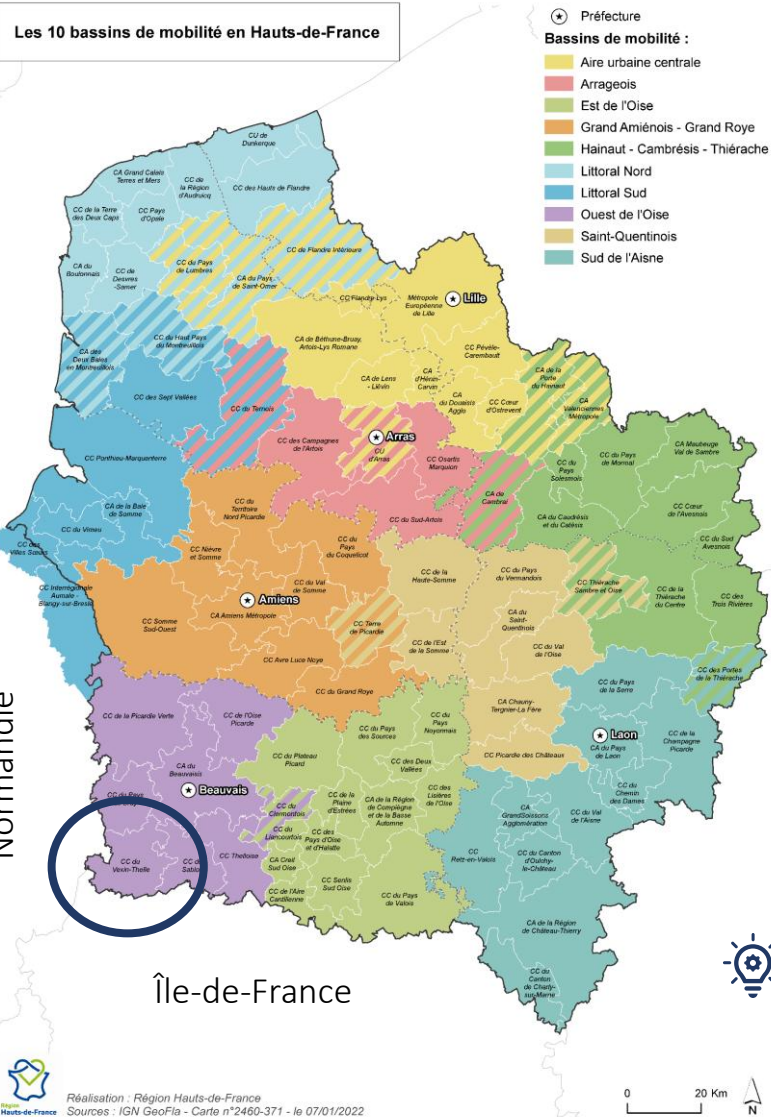 Les 10 bassins de mobilité en Hauts-de-France
Préfecture
Bassins de mobilité :
Aire urbaine centrale
Arrageois
Est de l'Oise
Grand Amiénois - Grand Roye
Hainaut - Cambrésis - Thiérache
Littoral Nord
Littoral Sud
Ouest de l'Oise
Saint-Quentinois
Sud de l'Aisne
CU de
Dunkerque
CA Grand Calais
Terres et Mers
CC de
la Région
d'Audruicq
CC des Hauts de Flandre
CC de la Terre
des Deux Caps
CC Pays
d'Opale
CC de Flandre Intérieure
CA du
Boulonnais
CC de
Desvres
-Samer
CC du Pays
de Lumbres
CA du Pays
de Saint-Omer
CC Flandre Lys
Métropole
Européenne
de Lille
Lille
CC du Haut Pays
du Montreuillois
CA des
Deux Baies
en Montreuillois
CA de Béthune-Bruay,
Artois-Lys Romane
CC Pévèle-
Carembault
CA de Lens
- Liévin
CA
d'Hénin-
Carvin
CA
du Douaisis
Agglo
CC Cœur
d'Ostrevent
CA de la
Porte
du Hainaut
CA
Valenciennes
Métropole
CC des Sept Vallées
CC du Ternois
CC des Campagnes
de l'Artois
Arras
CU
d'Arras
CC Osartis
Marquion
CC Ponthieu-Marquenterre
CA de
Cambrai
CC du
Pays
Solesmois
CC du Pays
de Mormal
CA Maubeuge
Val de Sambre
CA du Caudrésis
et du Catésis
CC Cœur
de l'Avesnois
CC du Sud
Avesnois
CC du Sud-Artois
CC du
Territoire
Nord Picardie
CA de la Baie
de Somme
CC du Vimeu
CC des
Villes Sœurs
CC Interrégionale
Aumale -
Blangy-sur-Bresle
CC Nièvre
et Somme
CC du
Pays
du Coquelicot
CC du Val
de Somme
Amiens
CA Amiens Métropole
CC de la
Haute-Somme
CC du Pays
du Vermandois
CC Thiérache
Sambre et Oise
CC de la
Thiérache
du Centre
CC des
Trois Rivières
CC Somme
Sud-Ouest
CC Terre
de Picardie
CC de l'Est
de la Somme
CA du
Saint-
Quentinois
CC du Val
de l'Oise
CC Avre Luce Noye
CC du Grand Roye
CC des Portes
de la Thiérache
CC du Pays
de la Serre
CA Chauny-
Tergnier-La Fère
CC de la Picardie Verte
CC de l'Oise
Picarde
CC du Pays
des Sources
CC du
Pays
Noyonnais
CC Picardie des Châteaux
Laon
CA du Pays
de Laon
CC de la
Champagne
Picarde
CC du Plateau
Picard
CC des Deux
Vallées
CA du
Beauvaisis
Beauvais
CC du Pays
CC du
Chemin
des Dames
CC du
Clermontois
CC de la
Plaine
d'Estrées
CA de la Région
de Compiègne
et de la Basse
Automne
CC des
Lisières
de l'Oise
CA
GrandSoissons
Agglomération
CC du Val
de l'Aisne
CC du
Vexin-Thelle
CC
Sablo
CC Thelloise
CC du
Liancourtois
CC des
Pays d'Oise
et d'Halatte
CA Creil
Sud Oise
CC Senlis
Sud Oise
CC de l'Aire
Cantilienne
CC du Pays
de Valois
CC
Retz-en-Valois
CC du Canton
d'Oulchy-
le-Château
CA de la Région
de Château-Thierry
CC du
Canton
de Charly-
sur-Marne
Normandie
Île-de-France
Région
Hauts-de-France
Réalisation : Région Hauts-de-France
Sources : IGN GeoFla - Carte n°2460-371 - le 07/01/2022
0 20 Km
N